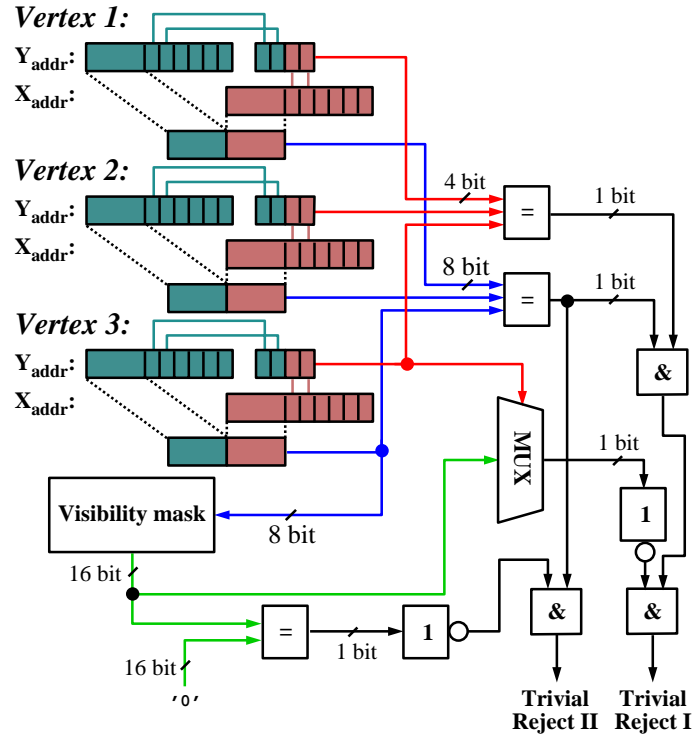 Vertex 1:
Yaddr:
Xaddr:
Vertex 2:
Yaddr:
Xaddr:
4 bit
=
1 bit
8 bit
=
1 bit
Vertex 3:
Yaddr:
Xaddr:
&
MUX
1 bit
Visibility mask
8 bit
1
16 bit
=
1 bit
1
&
&
16 bit
'0'
Trivial
Reject II
Trivial
Reject I